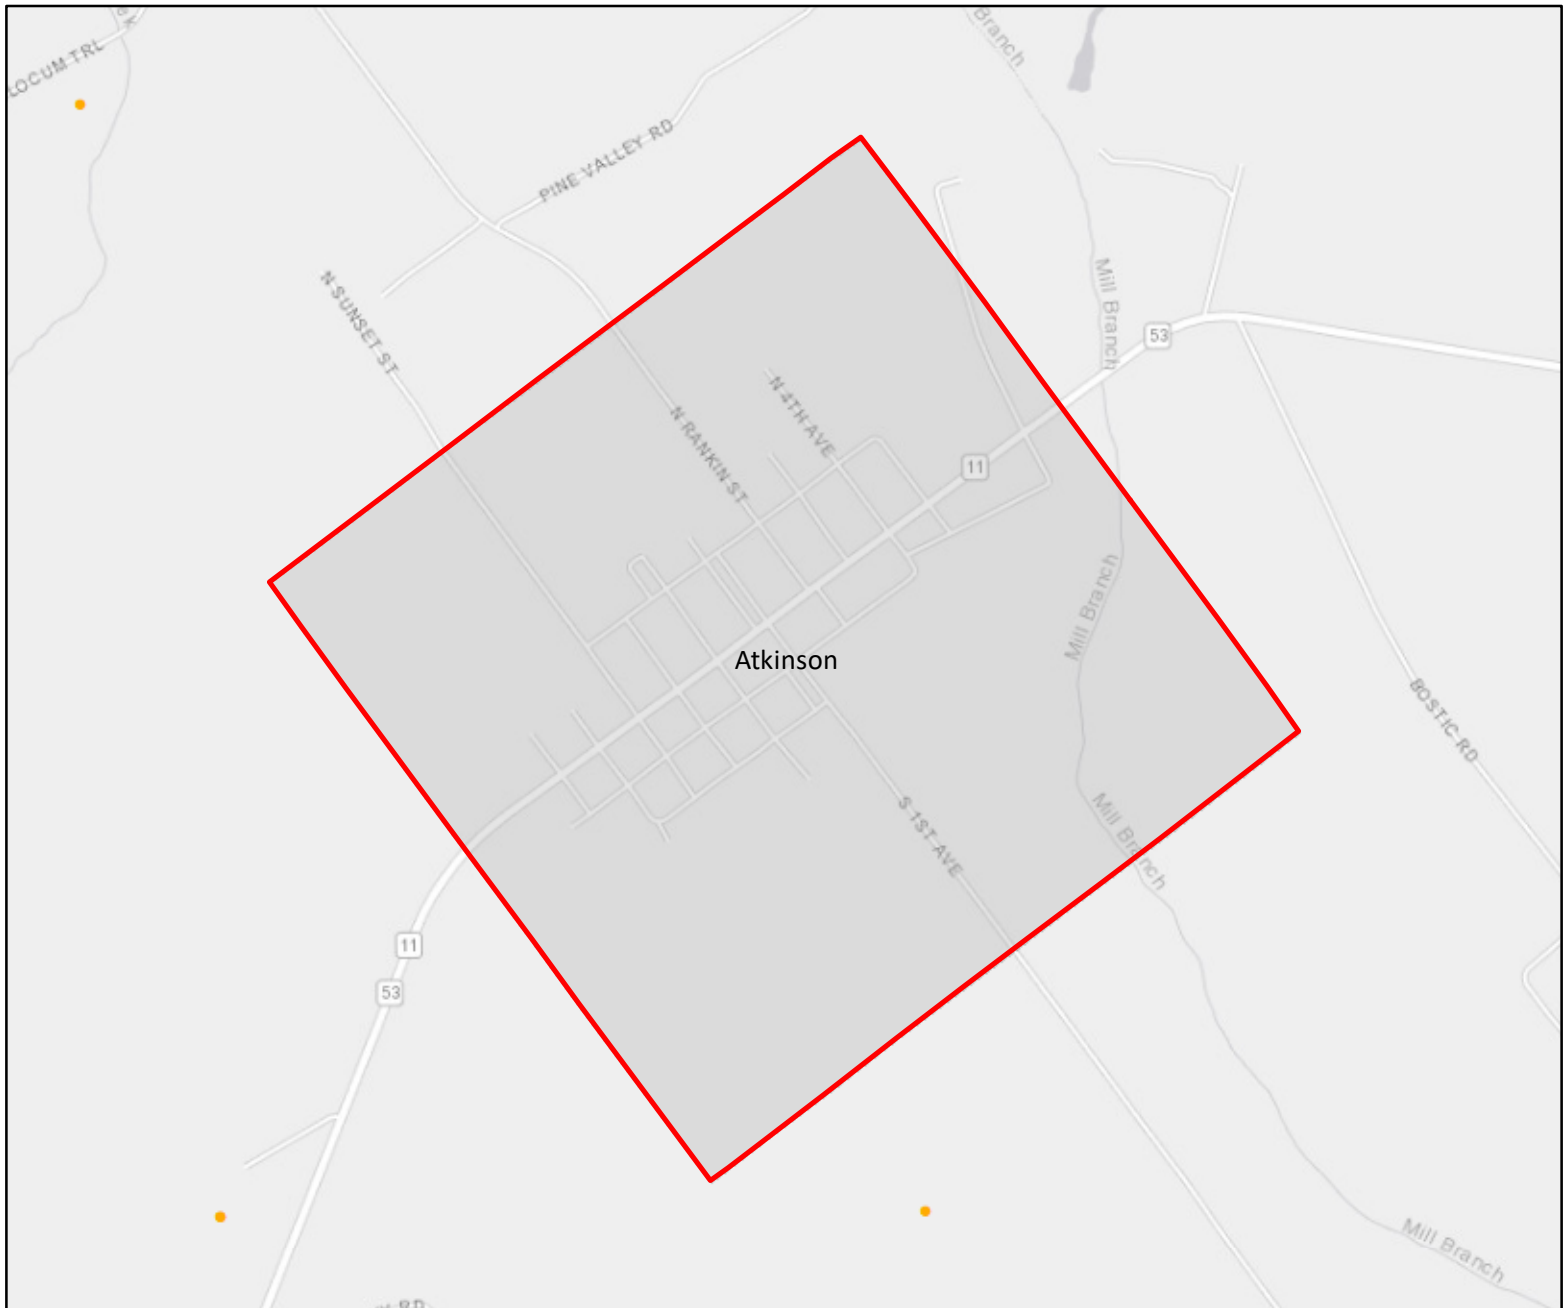 Branch
LOCUM TRL
PINE VALLEY RD
Mill Branch
N SUNSET ST
53
N 4TH AVE
N RANKIN ST
11
Mill Branch
Atkinson
BOSTIC RD
S 1ST AVE
Mill Branch
11
53
Mill Branch
RD